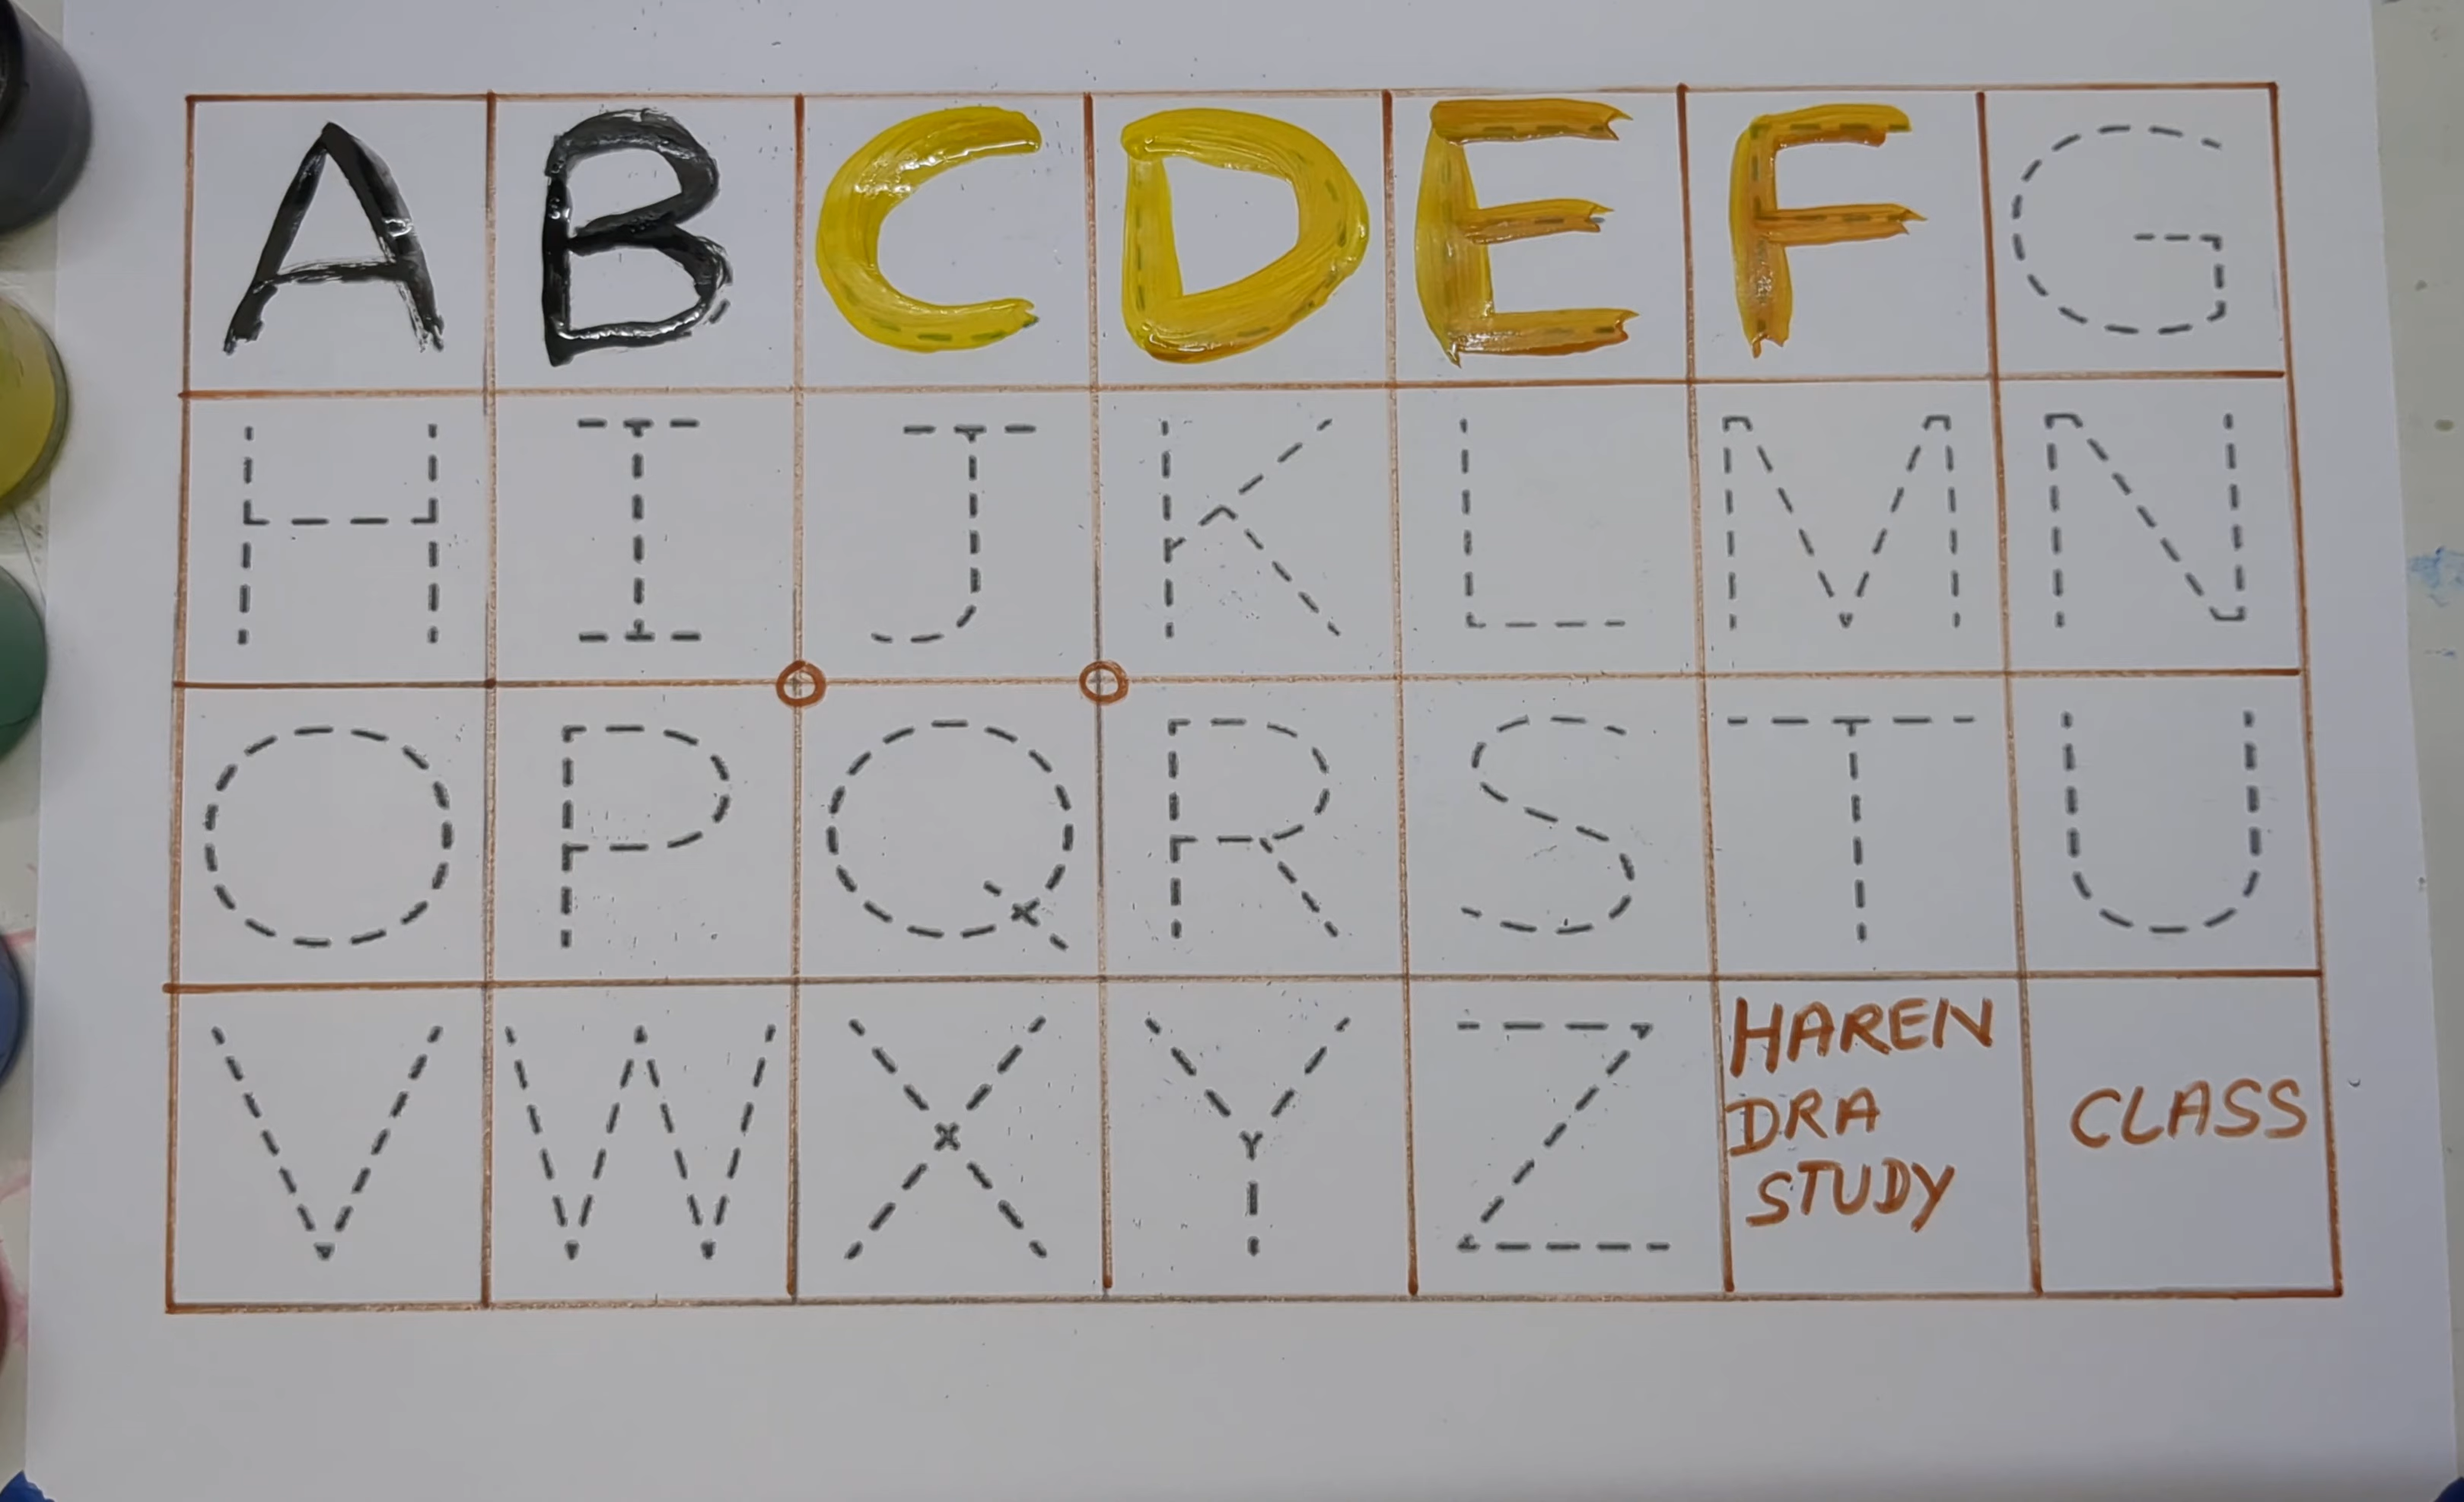 A B C D E F G
H I J K L M N
O P Q R S T U
V W X Y Z
HAREN
DRA
STUDY
CLASS